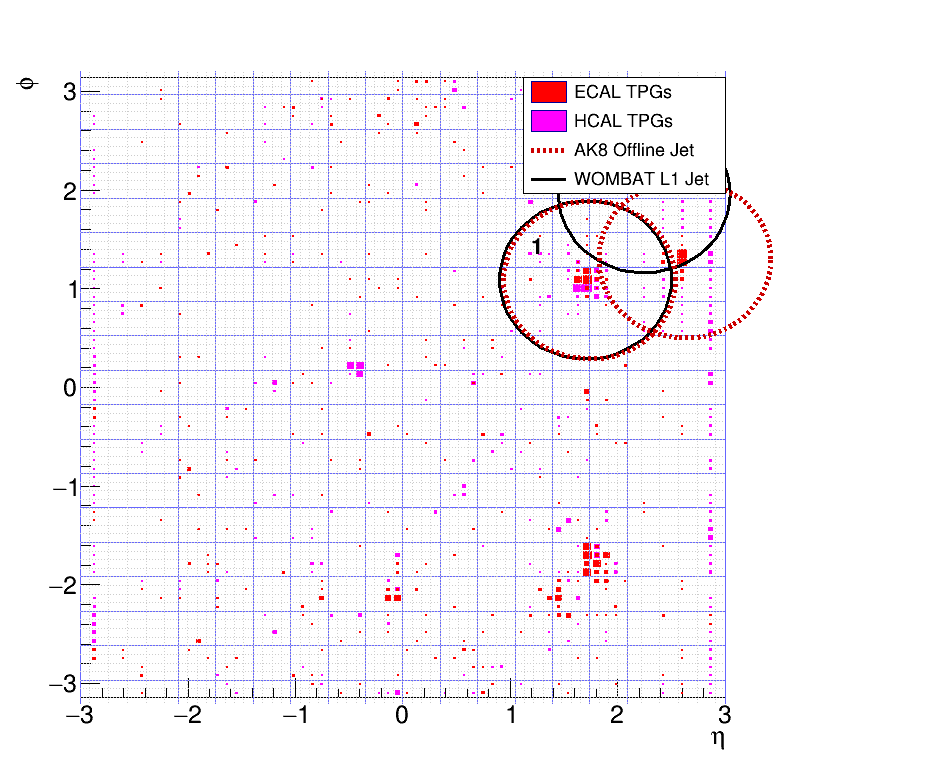 ϕ
3
2
1
0
−1
−2
−3
ECAL TPGs
HCAL TPGs
AK8 Offline Jet
WOMBAT L1 Jet
1
−3 −2 −1 0 1 2 3
η